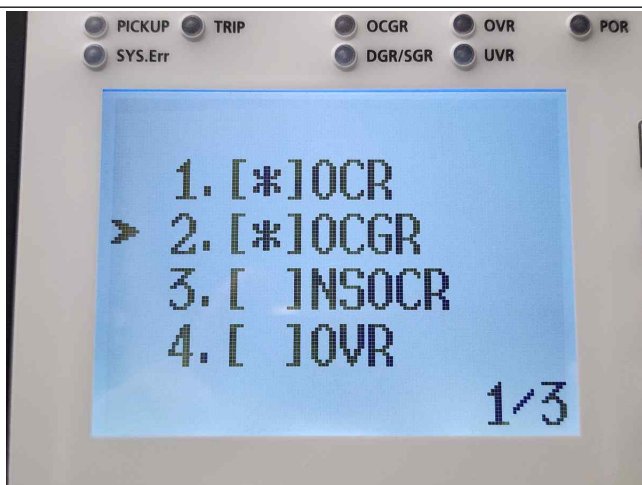 PICKUP TRIP OCGR OVR POR
SYS.Err DGR/SGR UVR
1.[*]OCR
> 2.[*]OCGR
3.[ ]NSOCR
4.[ ]OVR
1/3